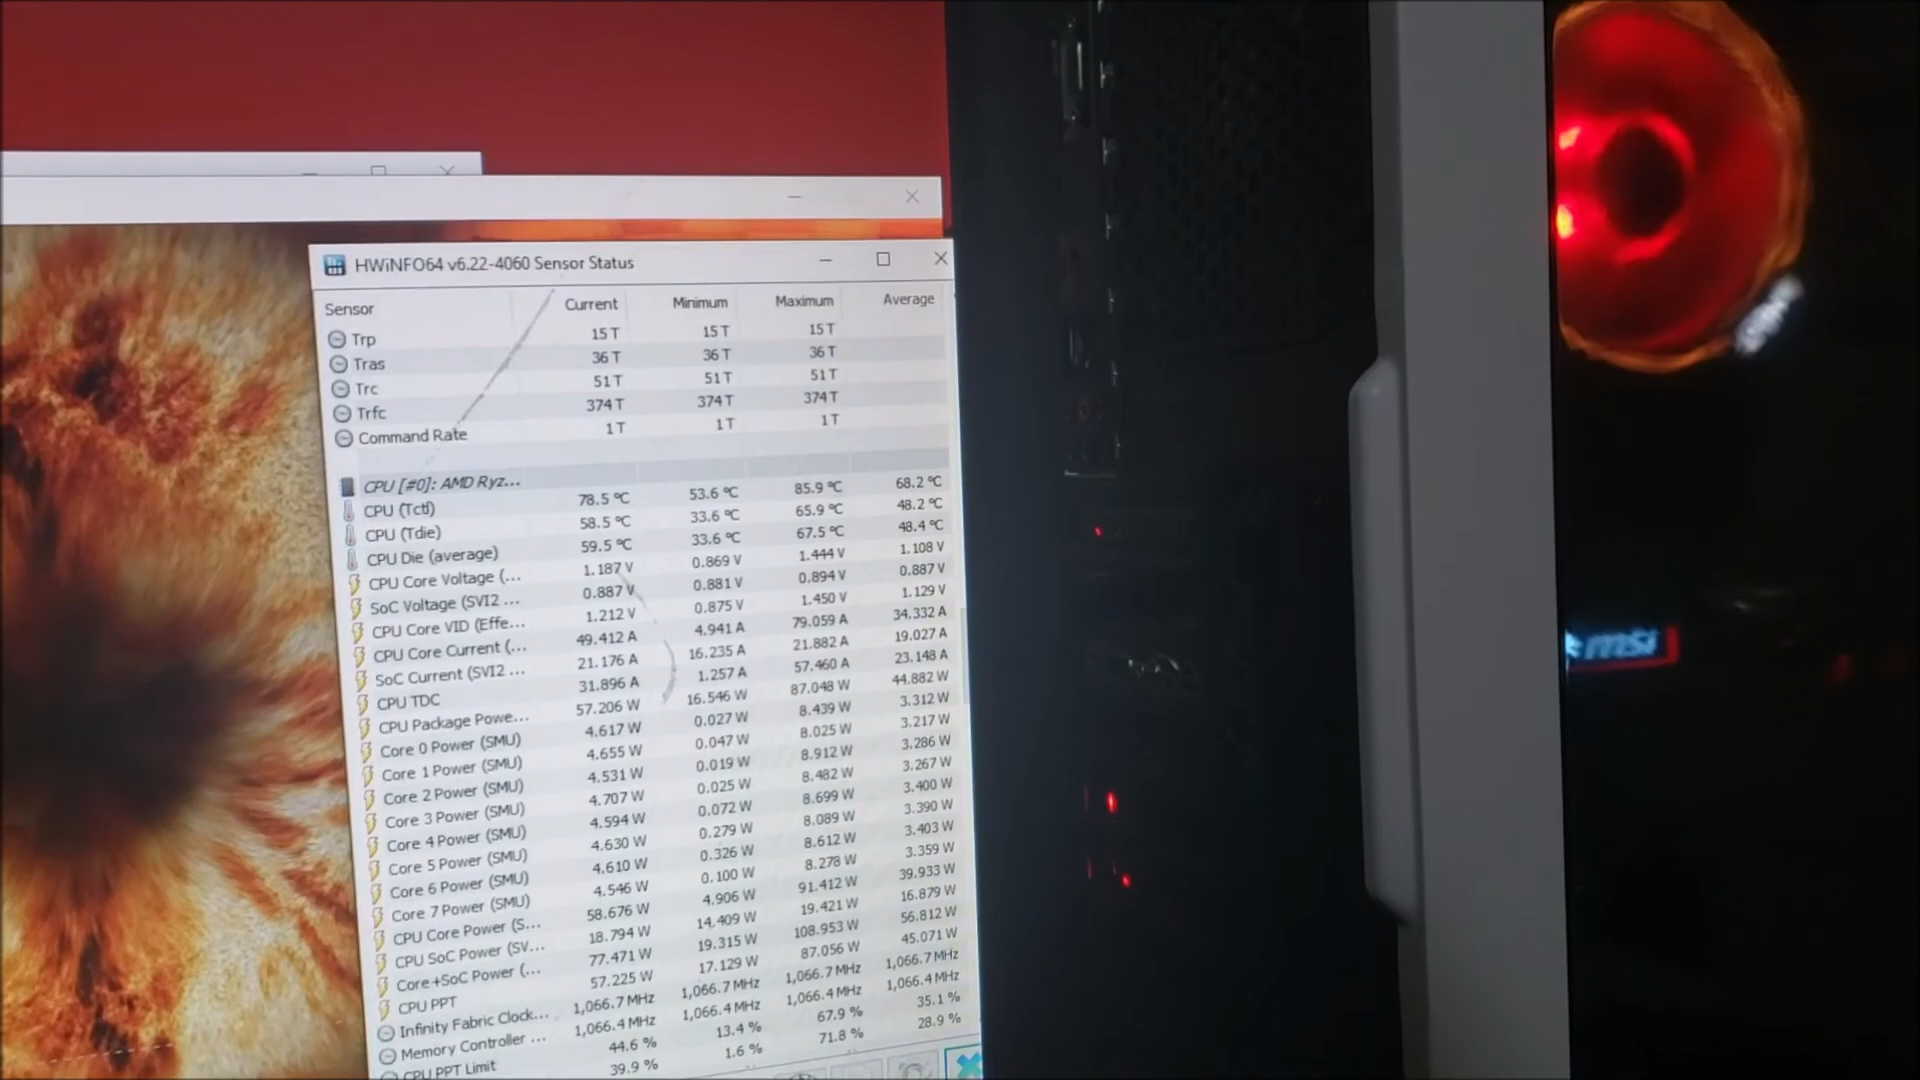 HWiNFO64 v6.22-4060 Sensor Status
Sensor Current Minimum Maximum Average
Trp 15 T 15 T 15 T
Tras 36 T 36 T 36 T
Trc 51 T 51 T 51 T
Trfc 374 T 374 T 374 T
Command Rate 1 T 1 T 1 T
CPU [#0]: AMD Ryz...
CPU (Tctl) 78.5 °C 53.6 °C 85.9 °C 68.2 °C
CPU (Tdie) 58.5 °C 33.6 °C 65.9 °C 48.2 °C
CPU Die (average) 59.5 °C 33.6 °C 67.5 °C 48.4 °C
CPU Core Voltage (... 1.187 V 0.869 V 1.444 V 1.108 V
SoC Voltage (SVI2 ... 0.887 V 0.881 V 0.894 V 0.887 V
CPU Core VID (Effe... 1.212 V 0.875 V 1.450 V 1.129 V
CPU Core Current (... 49.412 A 4.941 A 79.059 A 34.332 A
SoC Current (SVI2 ... 21.176 A 16.235 A 21.882 A 19.027 A
CPU TDC 31.896 A 1.257 A 57.460 A 23.148 A
CPU Package Powe... 57.206 W 16.546 W 87.048 W 44.882 W
Core 0 Power (SMU) 4.617 W 0.027 W 8.439 W 3.312 W
Core 1 Power (SMU) 4.655 W 0.047 W 8.025 W 3.217 W
Core 2 Power (SMU) 4.531 W 0.019 W 8.912 W 3.286 W
Core 3 Power (SMU) 4.707 W 0.025 W 8.482 W 3.267 W
Core 4 Power (SMU) 4.594 W 0.072 W 8.699 W 3.400 W
Core 5 Power (SMU) 4.630 W 0.279 W 8.089 W 3.390 W
Core 6 Power (SMU) 4.610 W 0.326 W 8.612 W 3.403 W
Core 7 Power (SMU) 4.546 W 0.100 W 8.278 W 3.359 W
CPU Core Power (S... 58.676 W 4.906 W 91.412 W 39.933 W
CPU SoC Power (SV... 18.794 W 14.409 W 19.421 W 16.879 W
Core+SoC Power (... 77.471 W 19.315 W 108.953 W 56.812 W
CPU PPT 57.225 W 17.129 W 87.056 W 45.071 W
Infinity Fabric Clock... 1,066.7 MHz 1,066.7 MHz 1,066.7 MHz 1,066.7 MHz
Memory Controller ... 1,066.4 MHz 1,066.4 MHz 1,066.4 MHz 1,066.4 MHz
CPU PPT Limit 44.6 % 13.4 % 67.9 % 35.1 %
39.9 % 1.6 % 71.8 % 28.9 %
msi